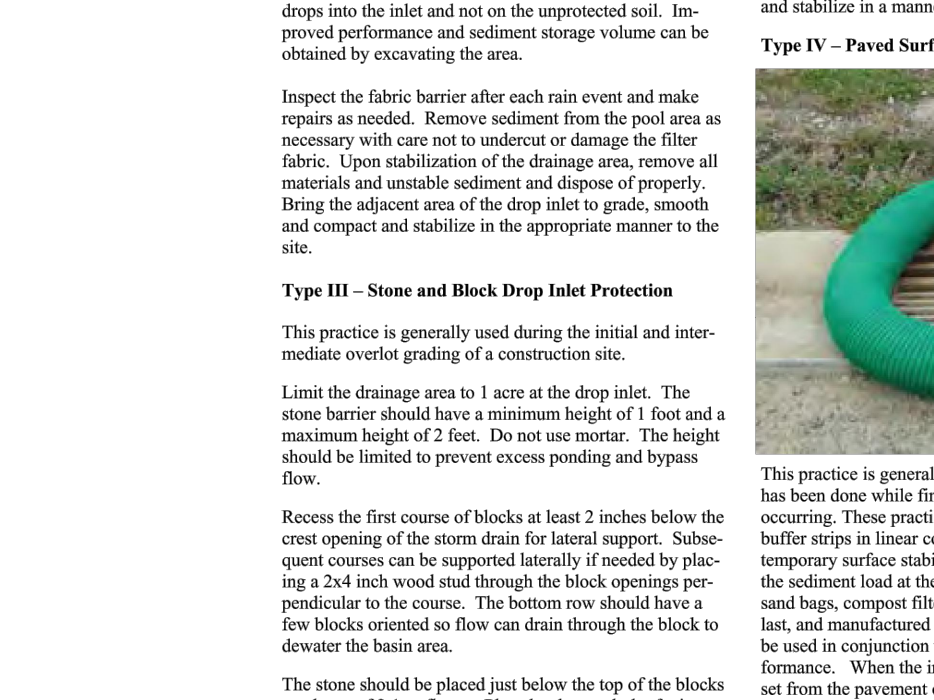 drops into the inlet and not on the unprotected soil.  Im-
proved performance and sediment storage volume can be
obtained by excavating the area.
Inspect the fabric barrier after each rain event and make
repairs as needed.  Remove sediment from the pool area as
necessary with care not to undercut or damage the filter
fabric.  Upon stabilization of the drainage area, remove all
materials and unstable sediment and dispose of properly.
Bring the adjacent area of the drop inlet to grade, smooth
and compact and stabilize in the appropriate manner to the
site.
Type III – Stone and Block Drop Inlet Protection
This practice is generally used during the initial and inter-
mediate overlot grading of a construction site.
Limit the drainage area to 1 acre at the drop inlet.  The
stone barrier should have a minimum height of 1 foot and a
maximum height of 2 feet.  Do not use mortar.  The height
should be limited to prevent excess ponding and bypass
flow.
Recess the first course of blocks at least 2 inches below the
crest opening of the storm drain for lateral support.  Subse-
quent courses can be supported laterally if needed by plac-
ing a 2x4 inch wood stud through the block openings per-
pendicular to the course.  The bottom row should have a
few blocks oriented so flow can drain through the block to
dewater the basin area.
The stone should be placed just below the top of the blocks
and stabilize in a mann
Type IV – Paved Surf
This practice is general
has been done while fin
occurring. These practi
buffer strips in linear co
temporary surface stabi
the sediment load at the
sand bags, compost filt
last, and manufactured
be used in conjunction
formance.   When the in
set from the pavement